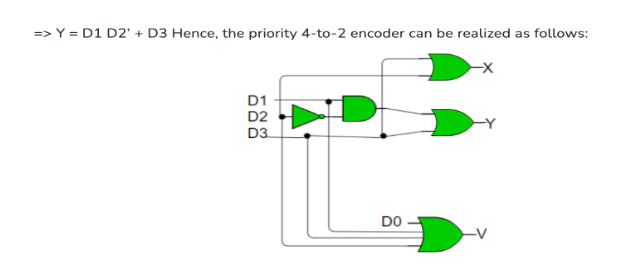 => Y = D1 D2' + D3 Hence, the priority 4-to-2 encoder can be realized as follows:
X
D1
D2
Y
D3
D0
V